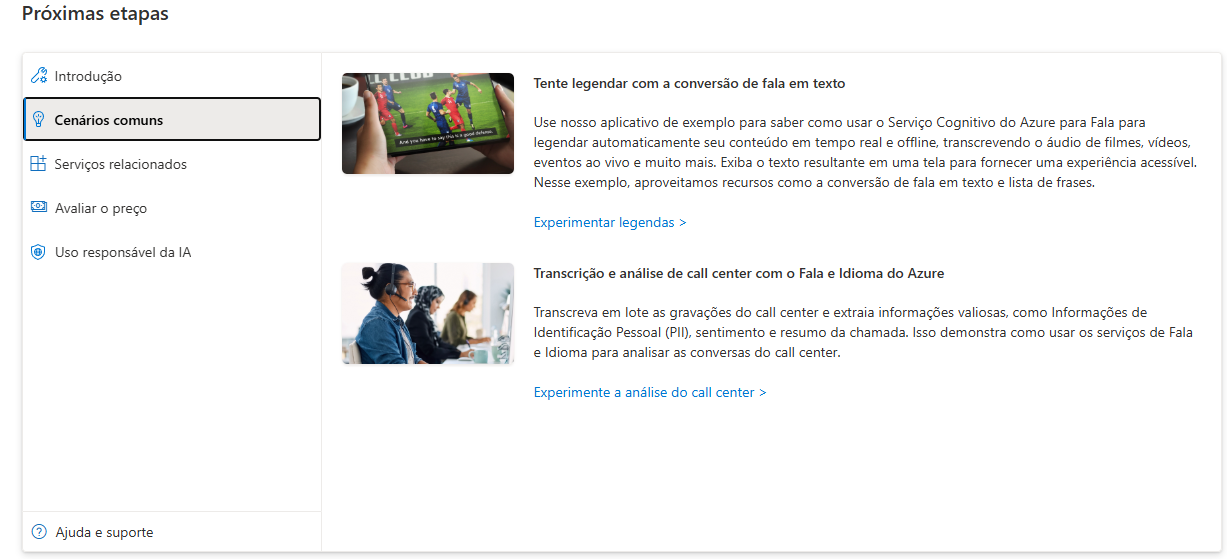 Próximas etapas
Introdução
Cenários comuns
Serviços relacionados
Avaliar o preço
Uso responsável da IA
Ajuda e suporte
CLUB
And you have to say this is a good defense.
Tente legendar com a conversão de fala em texto
Use nosso aplicativo de exemplo para saber como usar o Serviço Cognitivo do Azure para Fala para
legendar automaticamente seu conteúdo em tempo real e offline, transcrevendo o áudio de filmes, vídeos,
eventos ao vivo e muito mais. Exiba o texto resultante em uma tela para fornecer uma experiência acessível.
Nesse exemplo, aproveitamos recursos como a conversão de fala em texto e lista de frases.
Experimentar legendas >
Transcrição e análise de call center com o Fala e Idioma do Azure
Transcreva em lote as gravações do call center e extraia informações valiosas, como Informações de
Identificação Pessoal (PII), sentimento e resumo da chamada. Isso demonstra como usar os serviços de Fala
e Idioma para analisar as conversas do call center.
Experimente a análise do call center >